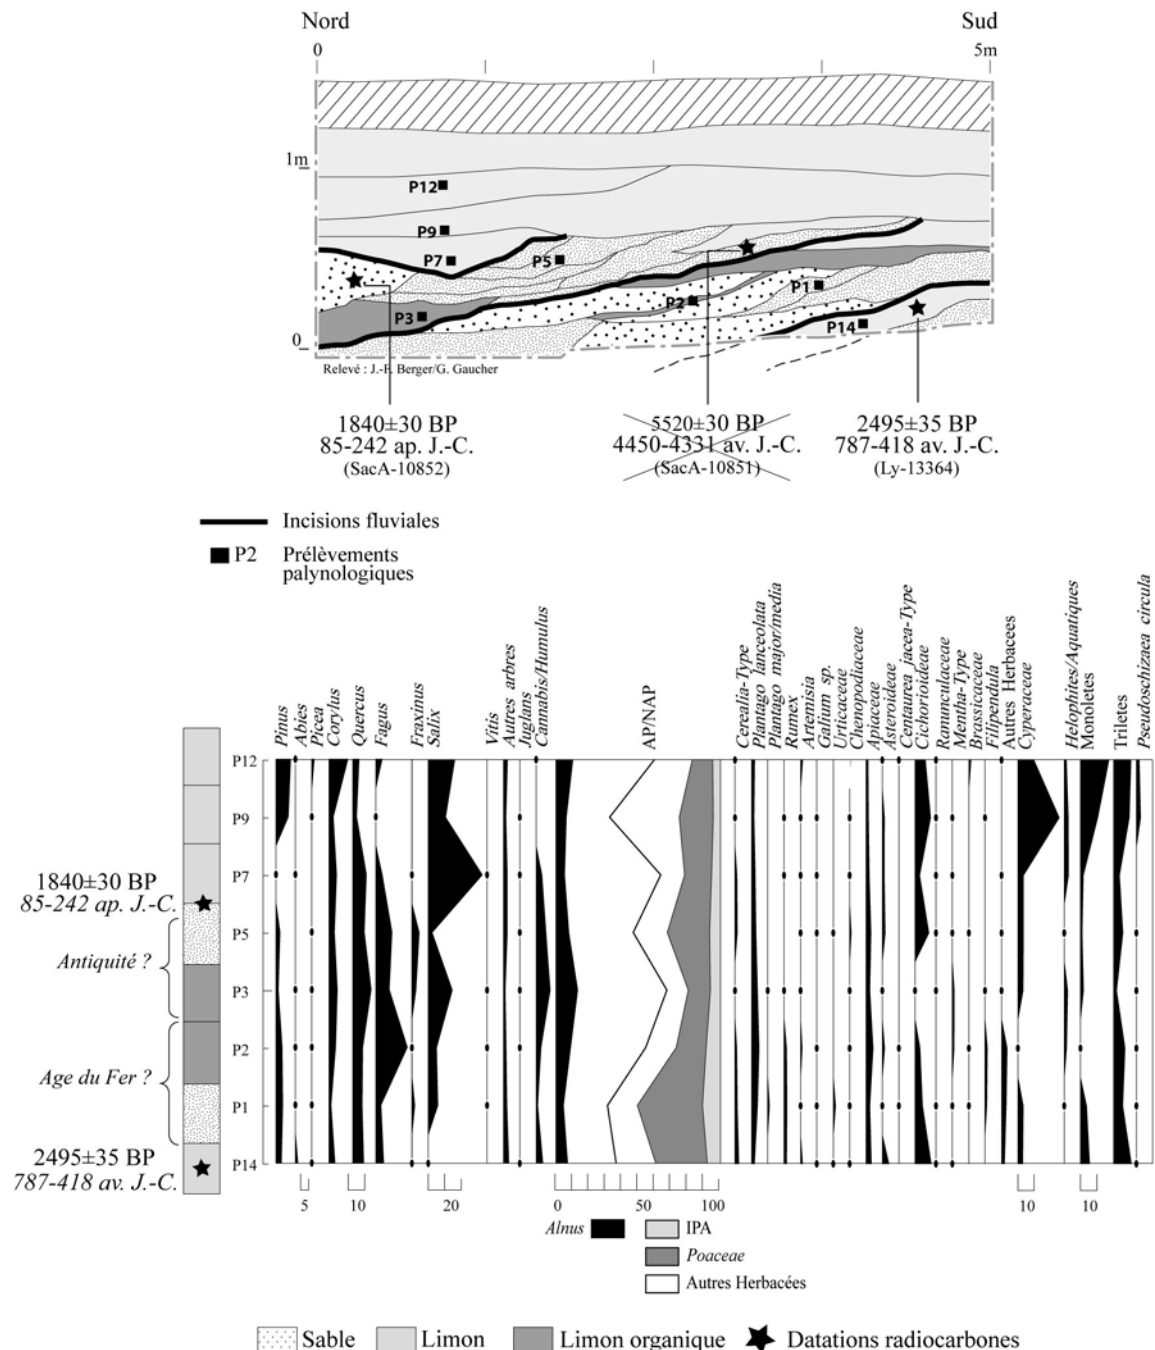 Nord
Sud
0
5m
1m
P12
P9
P7
P5
P1
P2
P3
P14
0
Relevé : J.-F. Berger/G. Gaucher
1840±30 BP
85-242 ap. J.-C.
(SacA-10852)
5520±30 BP
4450-4331 av. J.-C.
(SacA-10851)
2495±35 BP
787-418 av. J.-C.
(Ly-13364)
Incisions fluviales
P2
Prélèvements
palynologiques
Pinus
Abies
Picea
Corylus
Quercus
Fagus
Fraxinus
Salix
Vitis
Autres arbres
Juglans
Cannabis/Humulus
AP/NAP
Cerealia-Type
Plantago lanceolata
Plantago major/media
Rumex
Artemisia
Galium sp.
Urticaceae
Chenopodiaceae
Apiaceae
Asteroideae
Centaurea jacea-Type
Cichorioideae
Ranunculaceae
Mentha-Type
Brassicaceae
Filipendula
Autres Herbacees
Cyperaceae
Helophites/Aquatiques
Monoletes
Triletes
Pseudoschizaea circula
P12
P9
P7
P5
P3
P2
P1
P14
1840±30 BP
85-242 ap. J.-C.
Antiquité ?
Age du Fer ?
2495±35 BP
787-418 av. J.-C.
5
10
20
0
50
100
10
10
Alnus
IPA
Poaceae
Autres Herbacées
Sable
Limon
Limon organique
Datations radiocarbones